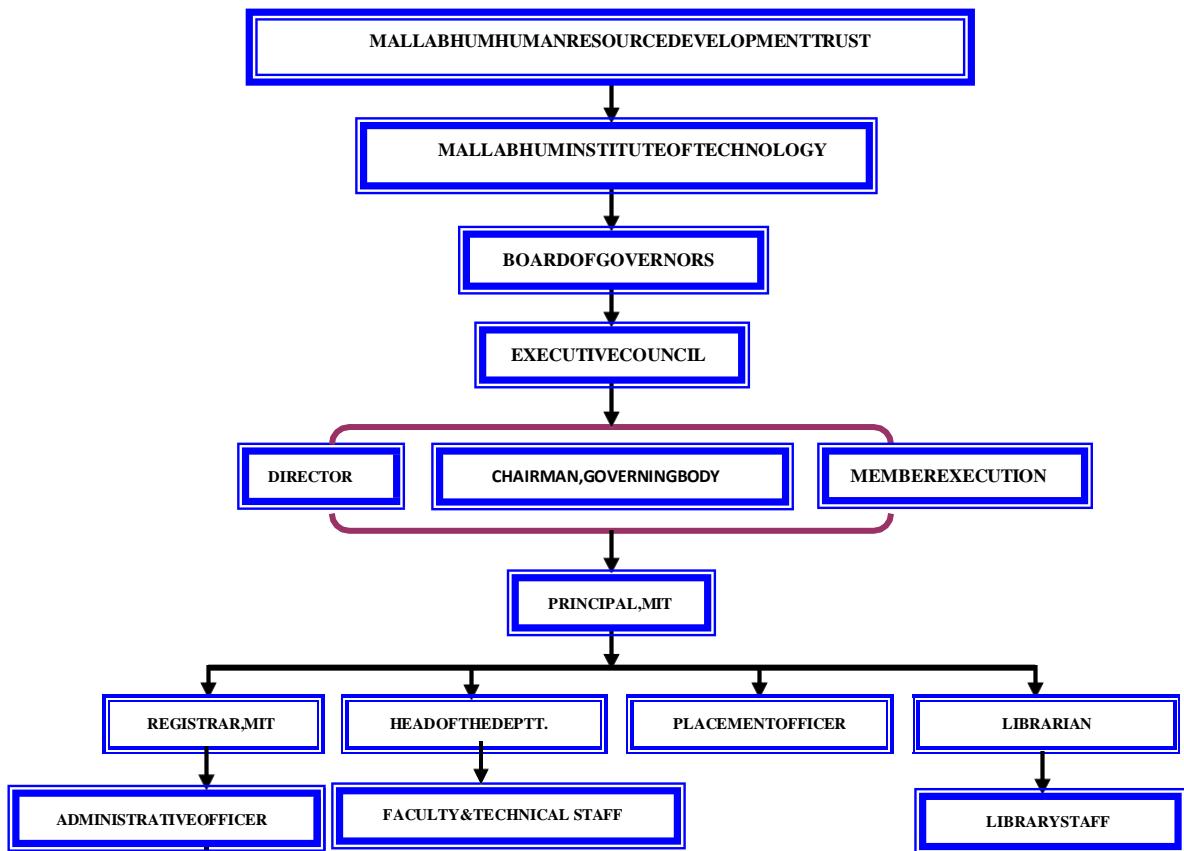 MALLABHUMHUMANRESOURCEDEVELOPMENTTRUST
MALLABHUMINSTITUTEOFTECHNOLOGY
BOARDOFGOVERNORS
EXECUTIVECOUNCIL
DIRECTOR
CHAIRMAN,GOVERNINGBODY
MEMBEREXECUTION
PRINCIPAL,MIT
REGISTRAR,MIT
HEADOFTHEDEPTT.
PLACEMENTOFFICER
LIBRARIAN
ADMINISTRATIVEOFFICER
FACULTY&TECHNICAL STAFF
LIBRARYSTAFF